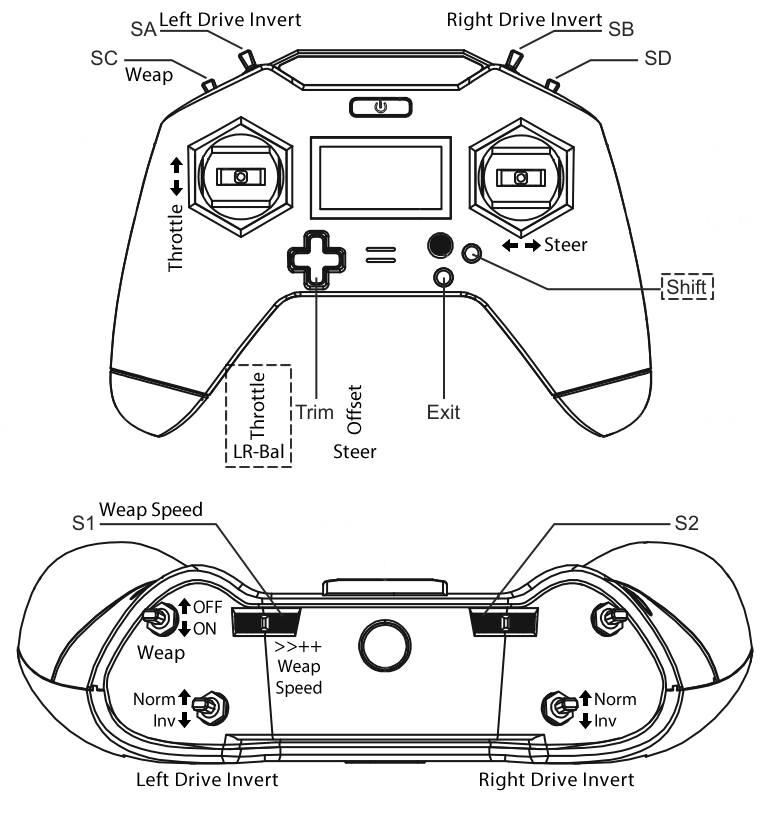 SA Left Drive Invert
Right Drive Invert SB
SC
Weap
SD
Throttle
Steer
Shift
Throttle
LR-Bal
Trim
Offset
Steer
Exit
S1 Weap Speed
S2
OFF
ON
Weap
>>++
Weap
Speed
Norm
Inv
Norm
Inv
Left Drive Invert
Right Drive Invert